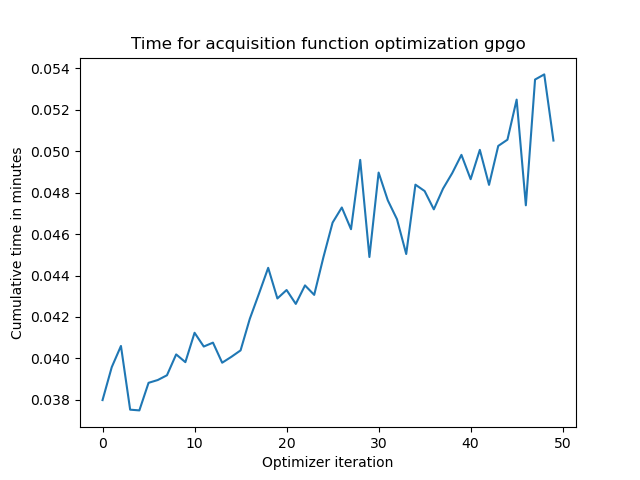 Time for acquisition function optimization gpgo
0.054
0.052
0.050
0.048
0.046
0.044
0.042
0.040
0.038
Cumulative time in minutes
0 10 20 30 40 50
Optimizer iteration